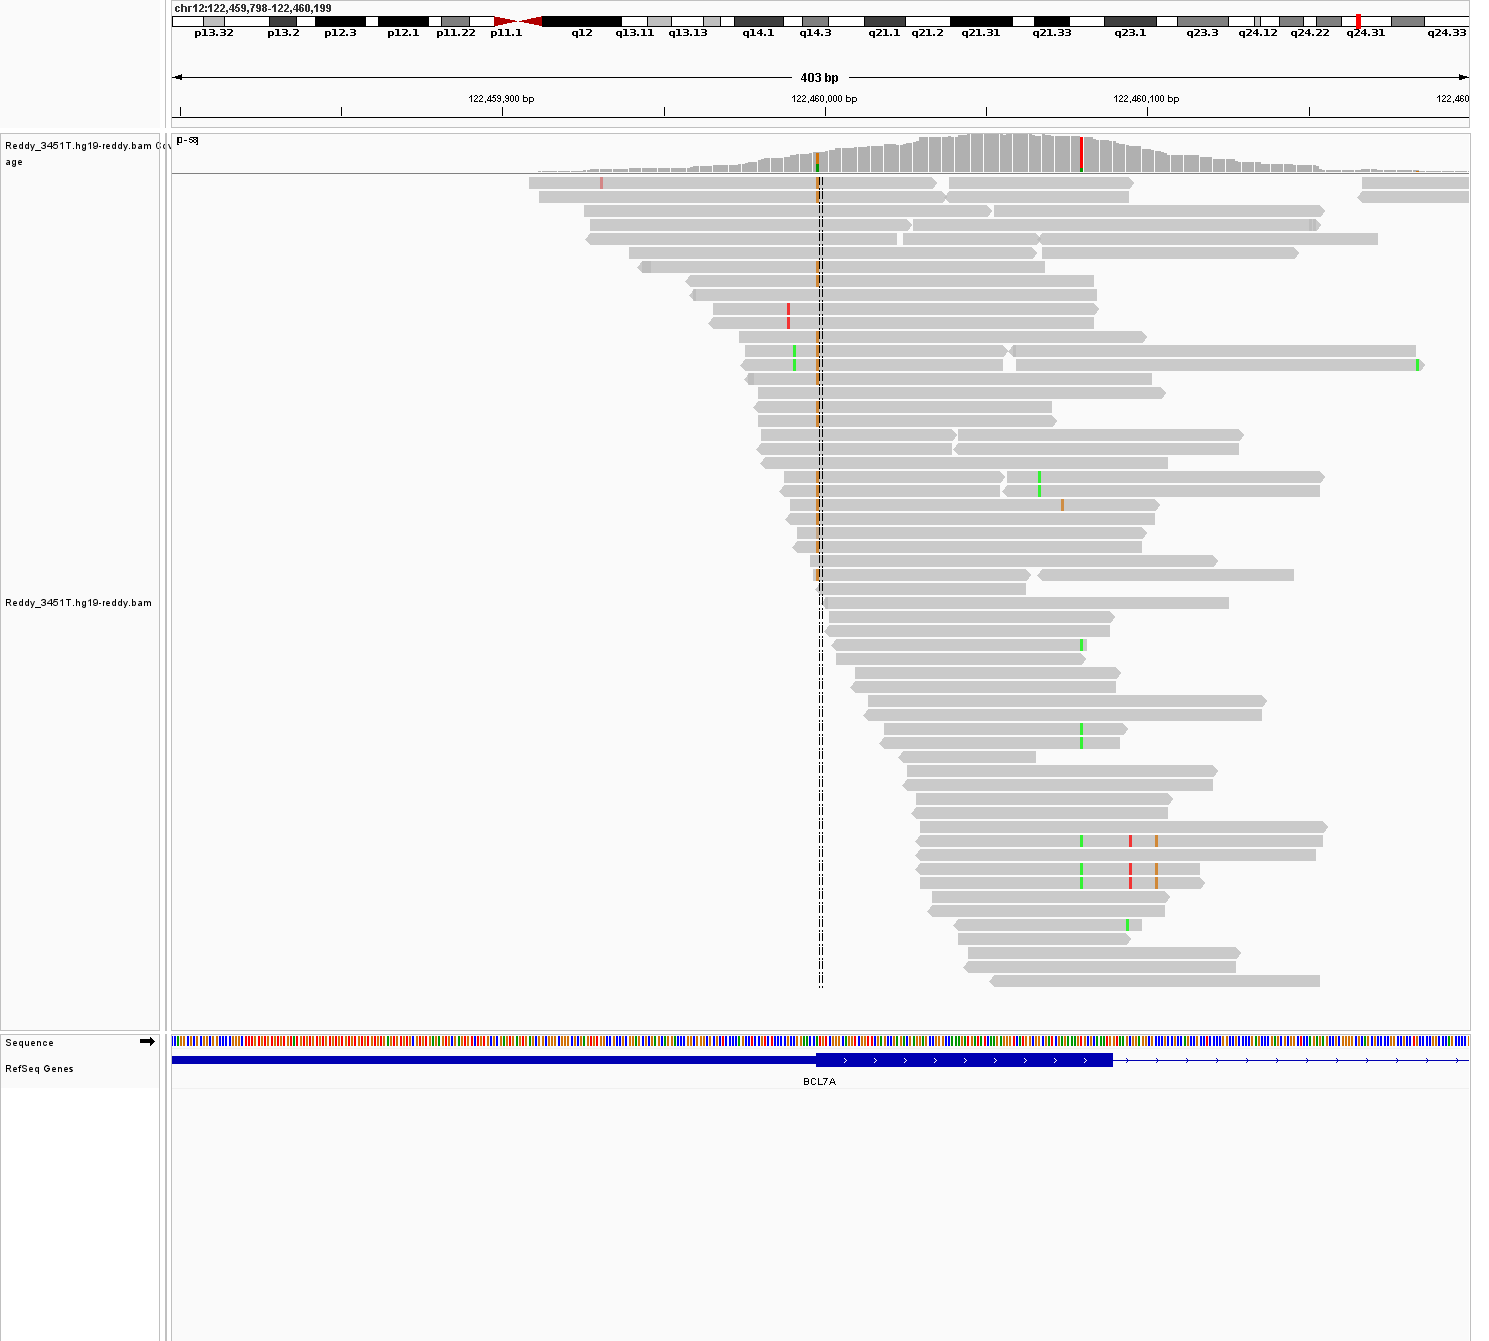 chr12:122,459,798-122,460,199
p13.32 p13.2 p12.3 p12.1 p11.22 p11.1 q12 q13.11 q13.13 q14.1 q14.3 q21.1 q21.2 q21.31 q21.33 q23.1 q23.3 q24.12 q24.22 q24.31 q24.33
403 bp
122,459,900 bp 122,460,000 bp 122,460,100 bp 122,460
Reddy_3451T.hg19-reddy.bam Cov
age
[0-68]
Reddy_3451T.hg19-reddy.bam
Sequence
RefSeq Genes
BCL7A